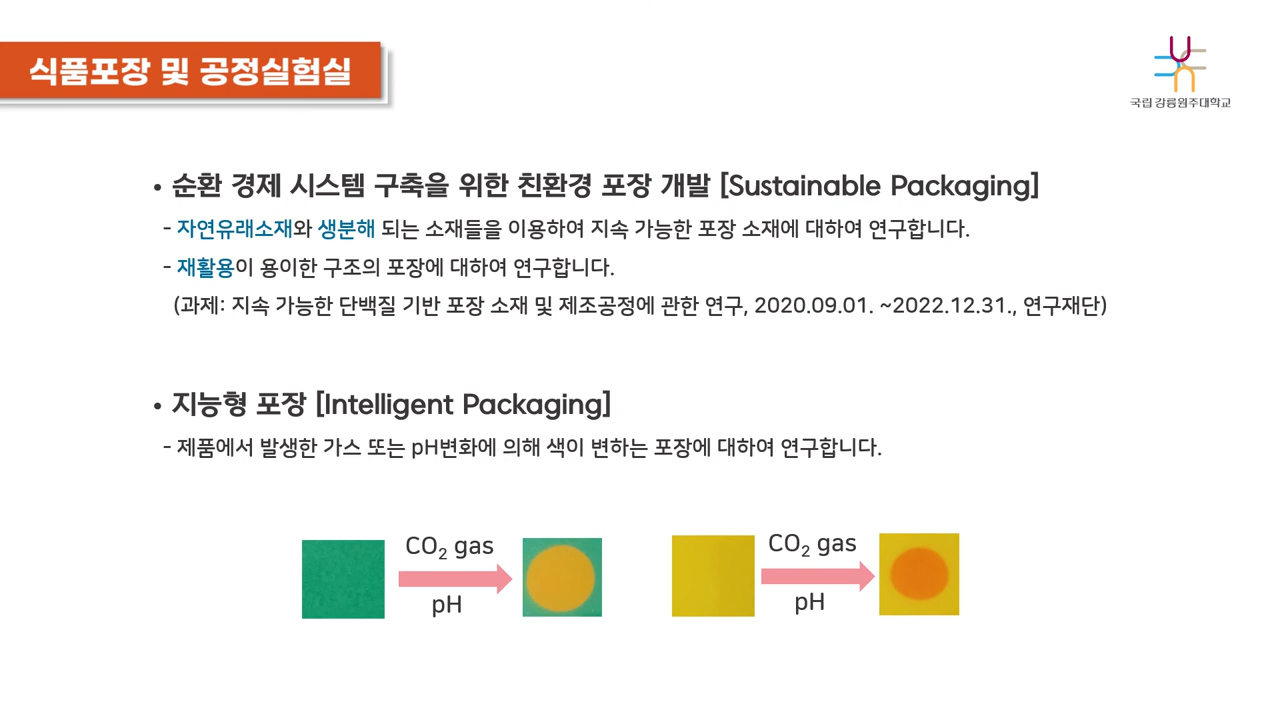 식품포장 및 공정실험실
국립강릉원주대학교
• 순환 경제 시스템 구축을 위한 친환경 포장 개발 [Sustainable Packaging]
- 자연유래소재와 생분해 되는 소재들을 이용하여 지속 가능한 포장 소재에 대하여 연구합니다.
- 재활용이 용이한 구조의 포장에 대하여 연구합니다.
(과제: 지속 가능한 단백질 기반 포장 소재 및 제조공정에 관한 연구, 2020.09.01. ~2022.12.31., 연구재단)
• 지능형 포장 [Intelligent Packaging]
- 제품에서 발생한 가스 또는 pH변화에 의해 색이 변하는 포장에 대하여 연구합니다.
CO₂ gas
pH
CO₂ gas
pH